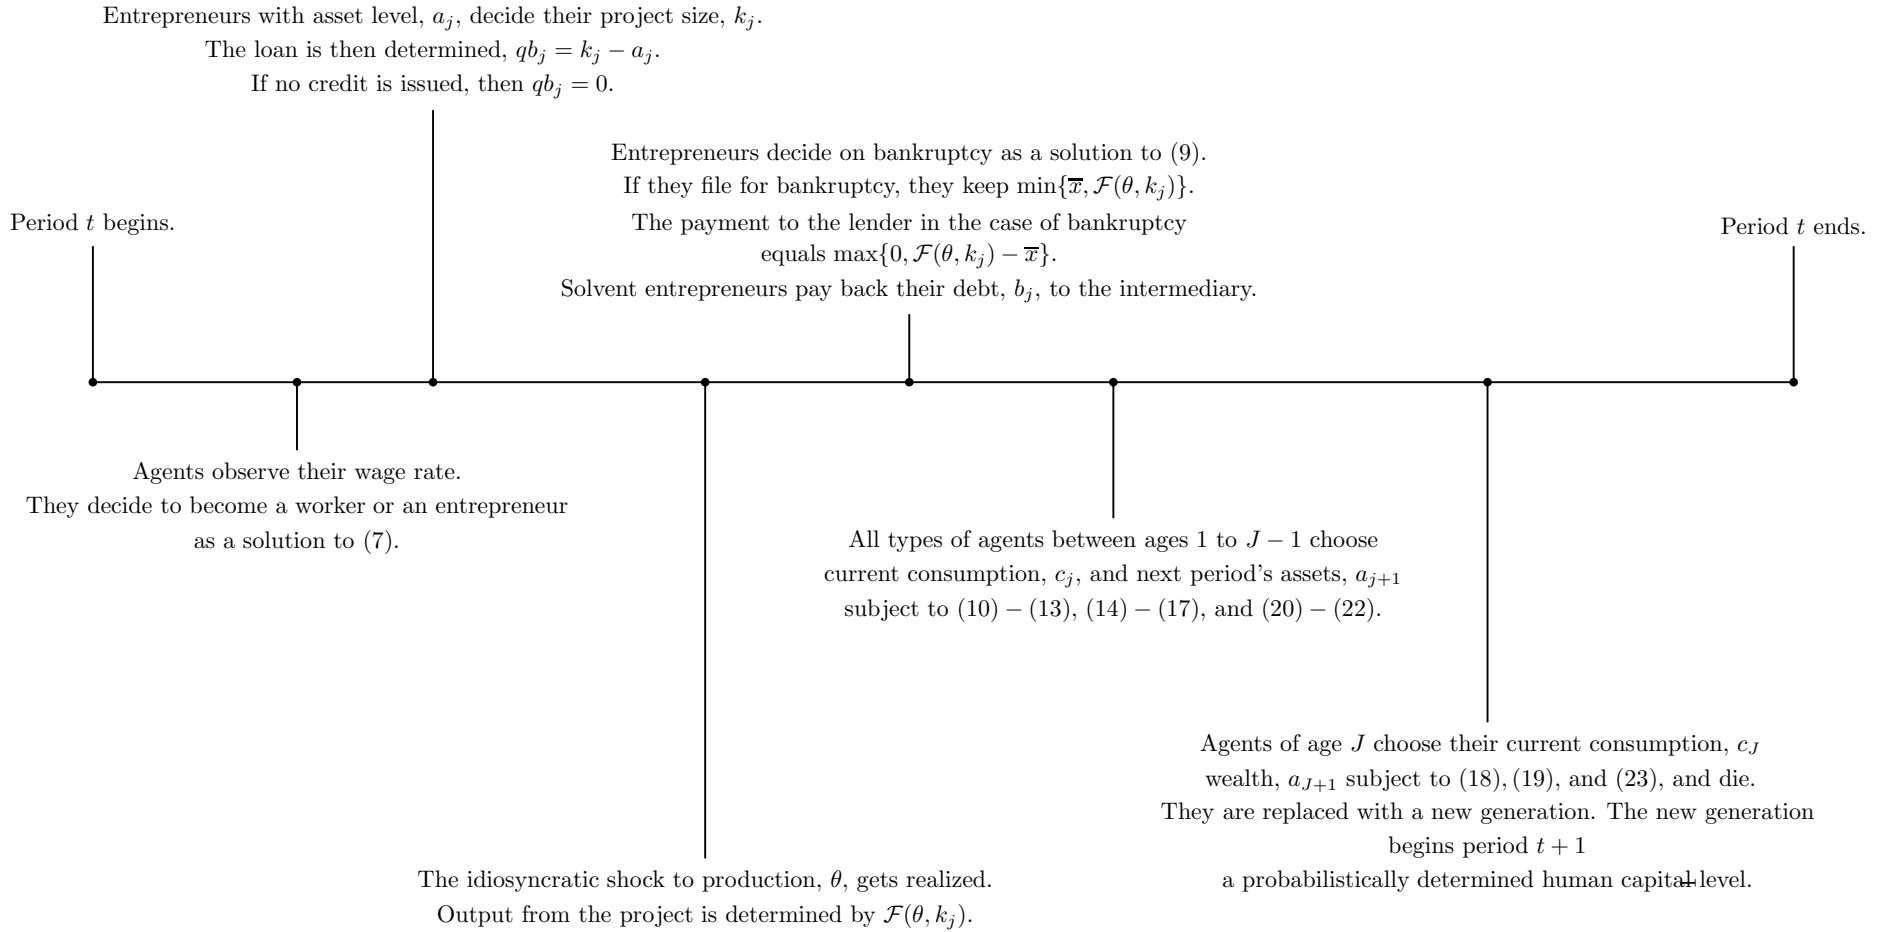 Entrepreneurs with asset level, a_j, decide their project size, k_j.
The loan is then determined, qb_j = k_j − a_j.
If no credit is issued, then qb_j = 0.
Entrepreneurs decide on bankruptcy as a solution to (9).
If they file for bankruptcy, they keep min{x̅, ℱ(θ, k_j)}.
The payment to the lender in the case of bankruptcy
equals max{0, ℱ(θ, k_j) − x̅}.
Solvent entrepreneurs pay back their debt, b_j, to the intermediary.
Period t begins.
Period t ends.
Agents observe their wage rate.
They decide to become a worker or an entrepreneur
as a solution to (7).
All types of agents between ages 1 to J − 1 choose
current consumption, c_j, and next period's assets, a_{j+1}
subject to (10) − (13), (14) − (17), and (20) − (22).
Agents of age J choose their current consumption, c_J
wealth, a_{J+1} subject to (18), (19), and (23), and die.
They are replaced with a new generation. The new generation
begins period t + 1
a probabilistically determined human capital level.
The idiosyncratic shock to production, θ, gets realized.
Output from the project is determined by ℱ(θ, k_j).